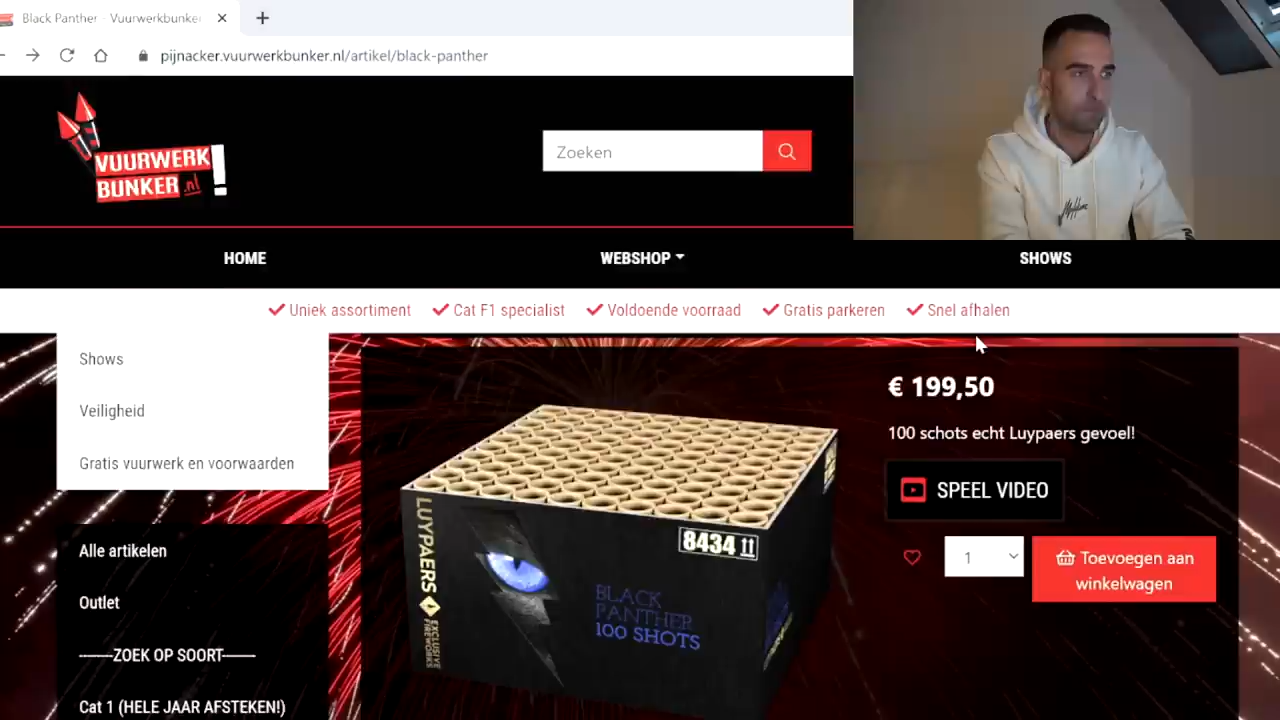 Black Panther - Vuurwerkbunker
pijnacker.vuurwerkbunker.nl/artikel/black-panther
VUURWERK
BUNKER.nl!
Zoeken
HOME
WEBSHOP
SHOWS
Uniek assortiment
Cat F1 specialist
Voldoende voorraad
Gratis parkeren
Snel afhalen
Shows
Veiligheid
Gratis vuurwerk en voorwaarden
Alle artikelen
Outlet
-------ZOEK OP SOORT-------
Cat 1 (HELE JAAR AFSTEKEN!)
LUYPAERS
EXCLUSIVE
FIREWORKS
8434
BLACK
PANTHER
100 SHOTS
€ 199,50
100 schots echt Luypaers gevoel!
SPEEL VIDEO
1
Toevoegen aan
winkelwagen